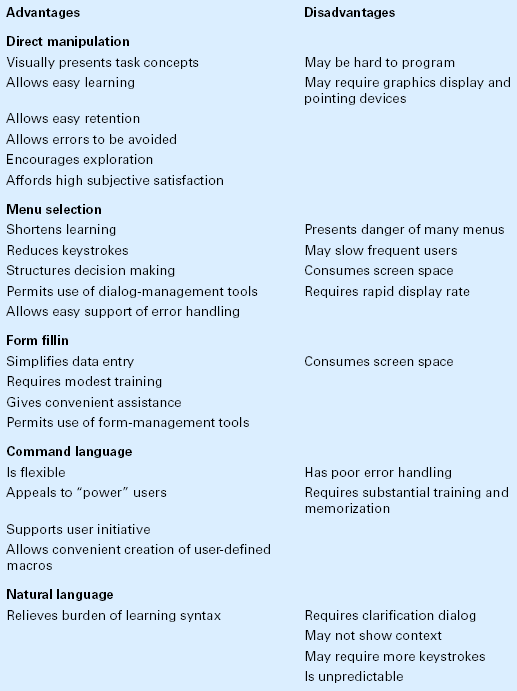 Advantages Disadvantages
Direct manipulation
Visually presents task concepts May be hard to program
Allows easy learning May require graphics display and
pointing devices
Allows easy retention
Allows errors to be avoided
Encourages exploration
Affords high subjective satisfaction
Menu selection
Shortens learning Presents danger of many menus
Reduces keystrokes May slow frequent users
Structures decision making Consumes screen space
Permits use of dialog-management tools Requires rapid display rate
Allows easy support of error handling
Form fillin
Simplifies data entry Consumes screen space
Requires modest training
Gives convenient assistance
Permits use of form-management tools
Command language
Is flexible Has poor error handling
Appeals to “power” users Requires substantial training and
memorization
Supports user initiative
Allows convenient creation of user-defined
macros
Natural language
Relieves burden of learning syntax Requires clarification dialog
May not show context
May require more keystrokes
Is unpredictable